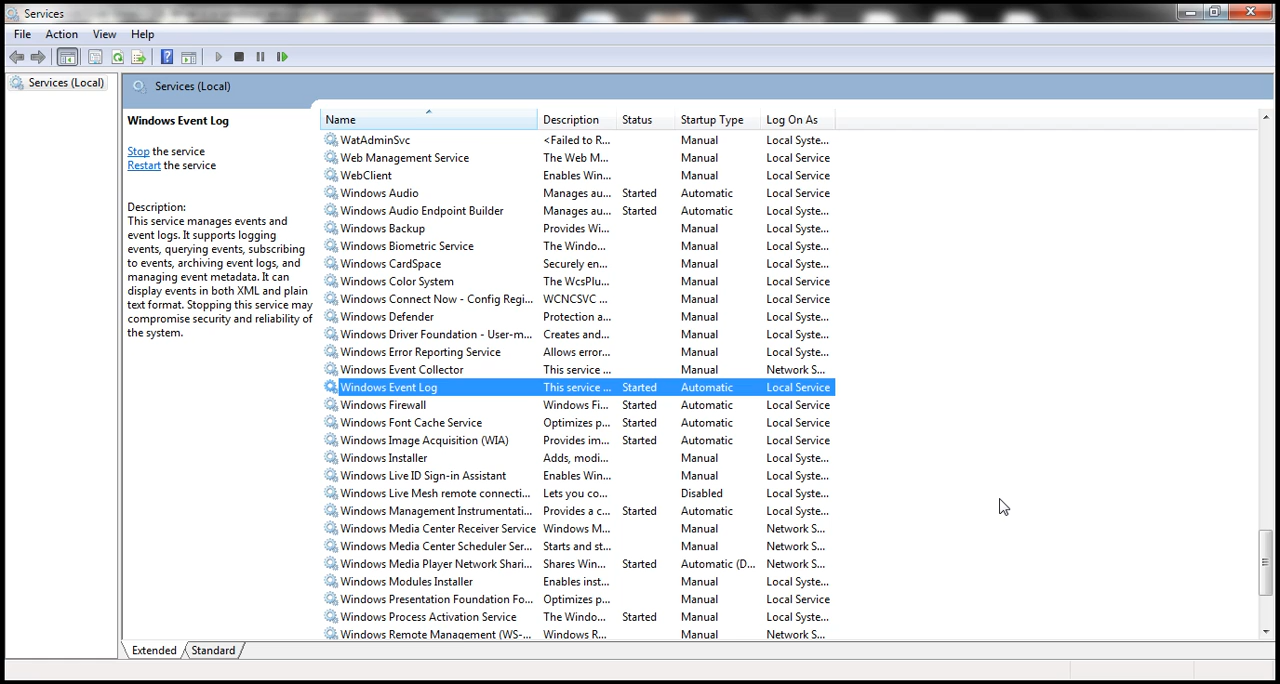 Services
File Action View Help
Services (Local)
Services (Local)
Windows Event Log
Stop the service
Restart the service
Description:
This service manages events and
event logs. It supports logging
events, querying events, subscribing
to events, archiving event logs, and
managing event metadata. It can
display events in both XML and plain
text format. Stopping this service may
compromise security and reliability of
the system.
Name Description Status Startup Type Log On As
WatAdminSvc <Failed to R... Manual Local Syste...
Web Management Service The Web M... Manual Local Service
WebClient Enables Win... Manual Local Service
Windows Audio Manages au... Started Automatic Local Service
Windows Audio Endpoint Builder Manages au... Started Automatic Local Syste...
Windows Backup Provides Wi... Manual Local Syste...
Windows Biometric Service The Windo... Manual Local Syste...
Windows CardSpace Securely en... Manual Local Syste...
Windows Color System The WcsPlu... Manual Local Service
Windows Connect Now - Config Regi... WCNCSVC ... Manual Local Service
Windows Defender Protection a... Manual Local Syste...
Windows Driver Foundation - User-m... Creates and... Manual Local Syste...
Windows Error Reporting Service Allows error... Manual Local Syste...
Windows Event Collector This service ... Manual Network S...
Windows Event Log This service ... Started Automatic Local Service
Windows Firewall Windows Fi... Started Automatic Local Service
Windows Font Cache Service Optimizes p... Started Automatic Local Service
Windows Image Acquisition (WIA) Provides im... Started Automatic Local Service
Windows Installer Adds, modi... Manual Local Syste...
Windows Live ID Sign-in Assistant Enables Win... Manual Local Syste...
Windows Live Mesh remote connecti... Lets you co... Disabled Local Syste...
Windows Management Instrumentati... Provides a c... Started Automatic Local Syste...
Windows Media Center Receiver Service Windows M... Manual Network S...
Windows Media Center Scheduler Ser... Starts and st... Manual Network S...
Windows Media Player Network Shari... Shares Win... Started Automatic (D... Network S...
Windows Modules Installer Enables inst... Manual Local Syste...
Windows Presentation Foundation Fo... Optimizes p... Manual Local Service
Windows Process Activation Service The Windo... Started Manual Local Syste...
Windows Remote Management (WS-... Windows R... Manual Network S...
Extended Standard